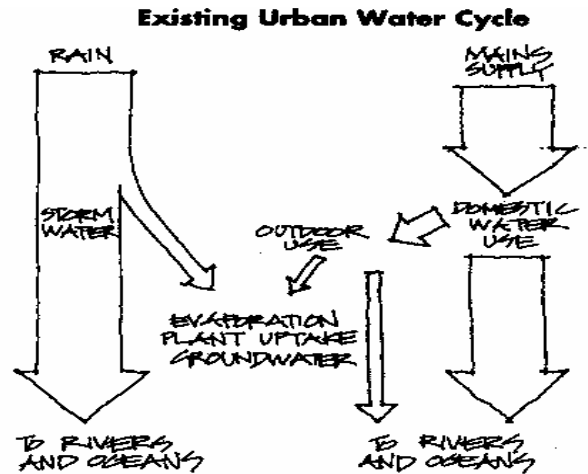 Existing Urban Water Cycle
RAIN
MAINS
SUPPLY
STORM
WATER
OUTDOOR
USE
DOMESTIC
WATER
USE
EVAPORATION
PLANT UPTAKE
GROUNDWATER
TO RIVERS
AND OCEANS
TO RIVERS
AND OCEANS